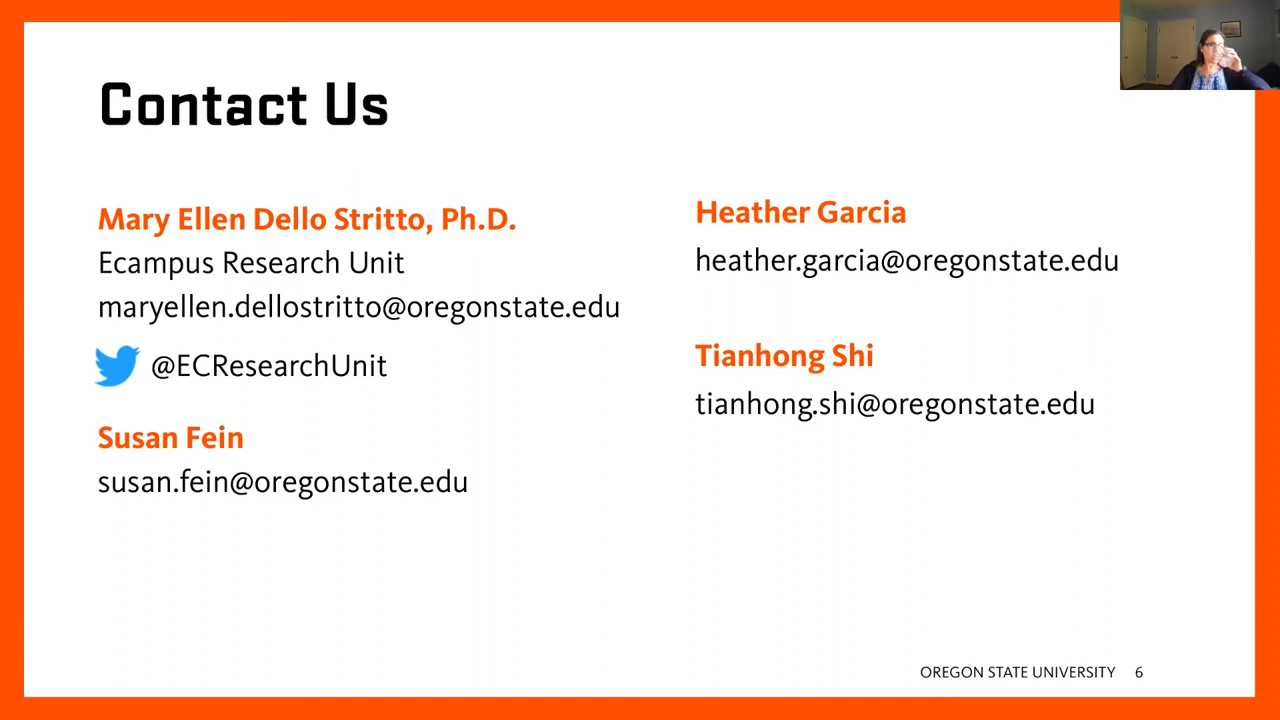 Contact Us
Mary Ellen Dello Stritto, Ph.D.
Ecampus Research Unit
maryellen.dellostritto@oregonstate.edu
@ECResearchUnit
Susan Fein
susan.fein@oregonstate.edu
Heather Garcia
heather.garcia@oregonstate.edu
Tianhong Shi
tianhong.shi@oregonstate.edu
OREGON STATE UNIVERSITY 6